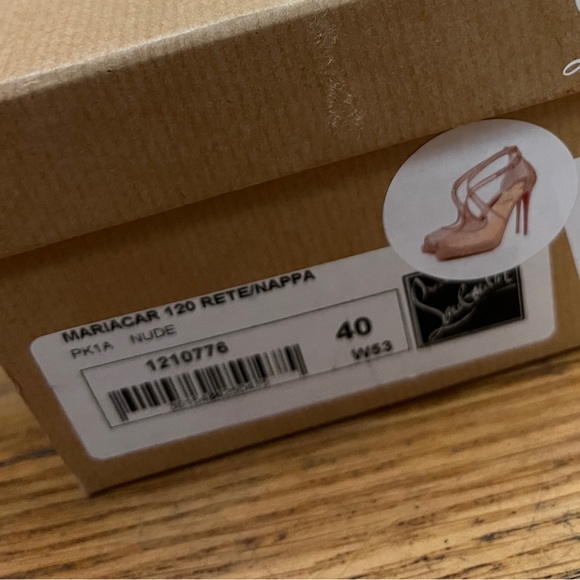 MARIACAR 120 RETE/NAPPA
PK1A NUDE
1210776
40
W53